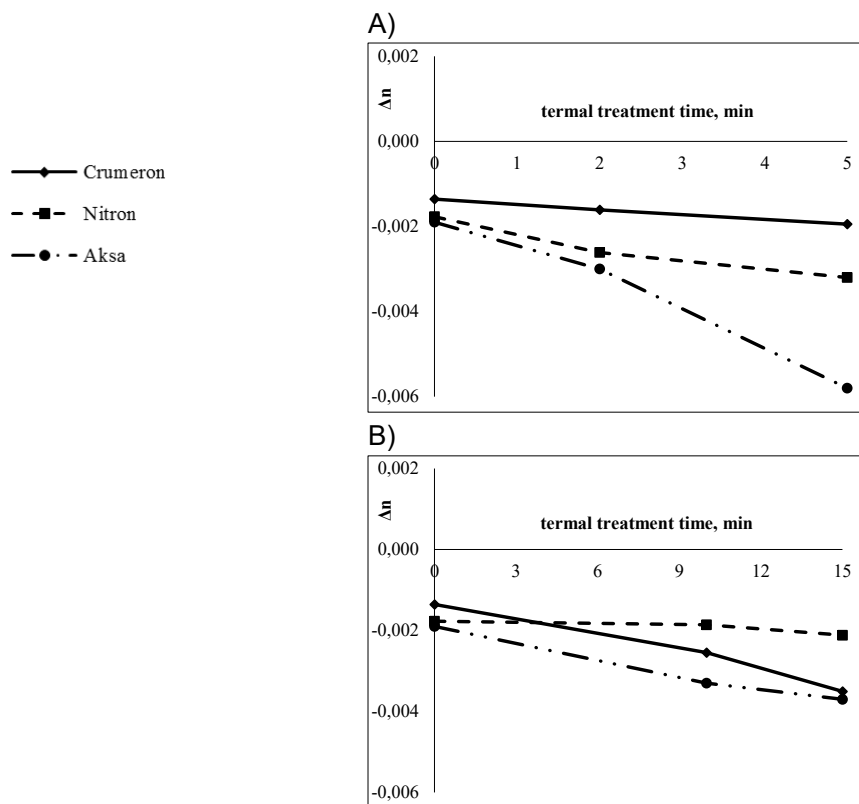 A)
0,002
Δn
termal treatment time, min
0,000
0 1 2 3 4 5
-0,002
-0,004
-0,006
Crumeron
Nitron
Aksa
B)
0,002
Δn
termal treatment time, min
0,000
0 3 6 9 12 15
-0,002
-0,004
-0,006